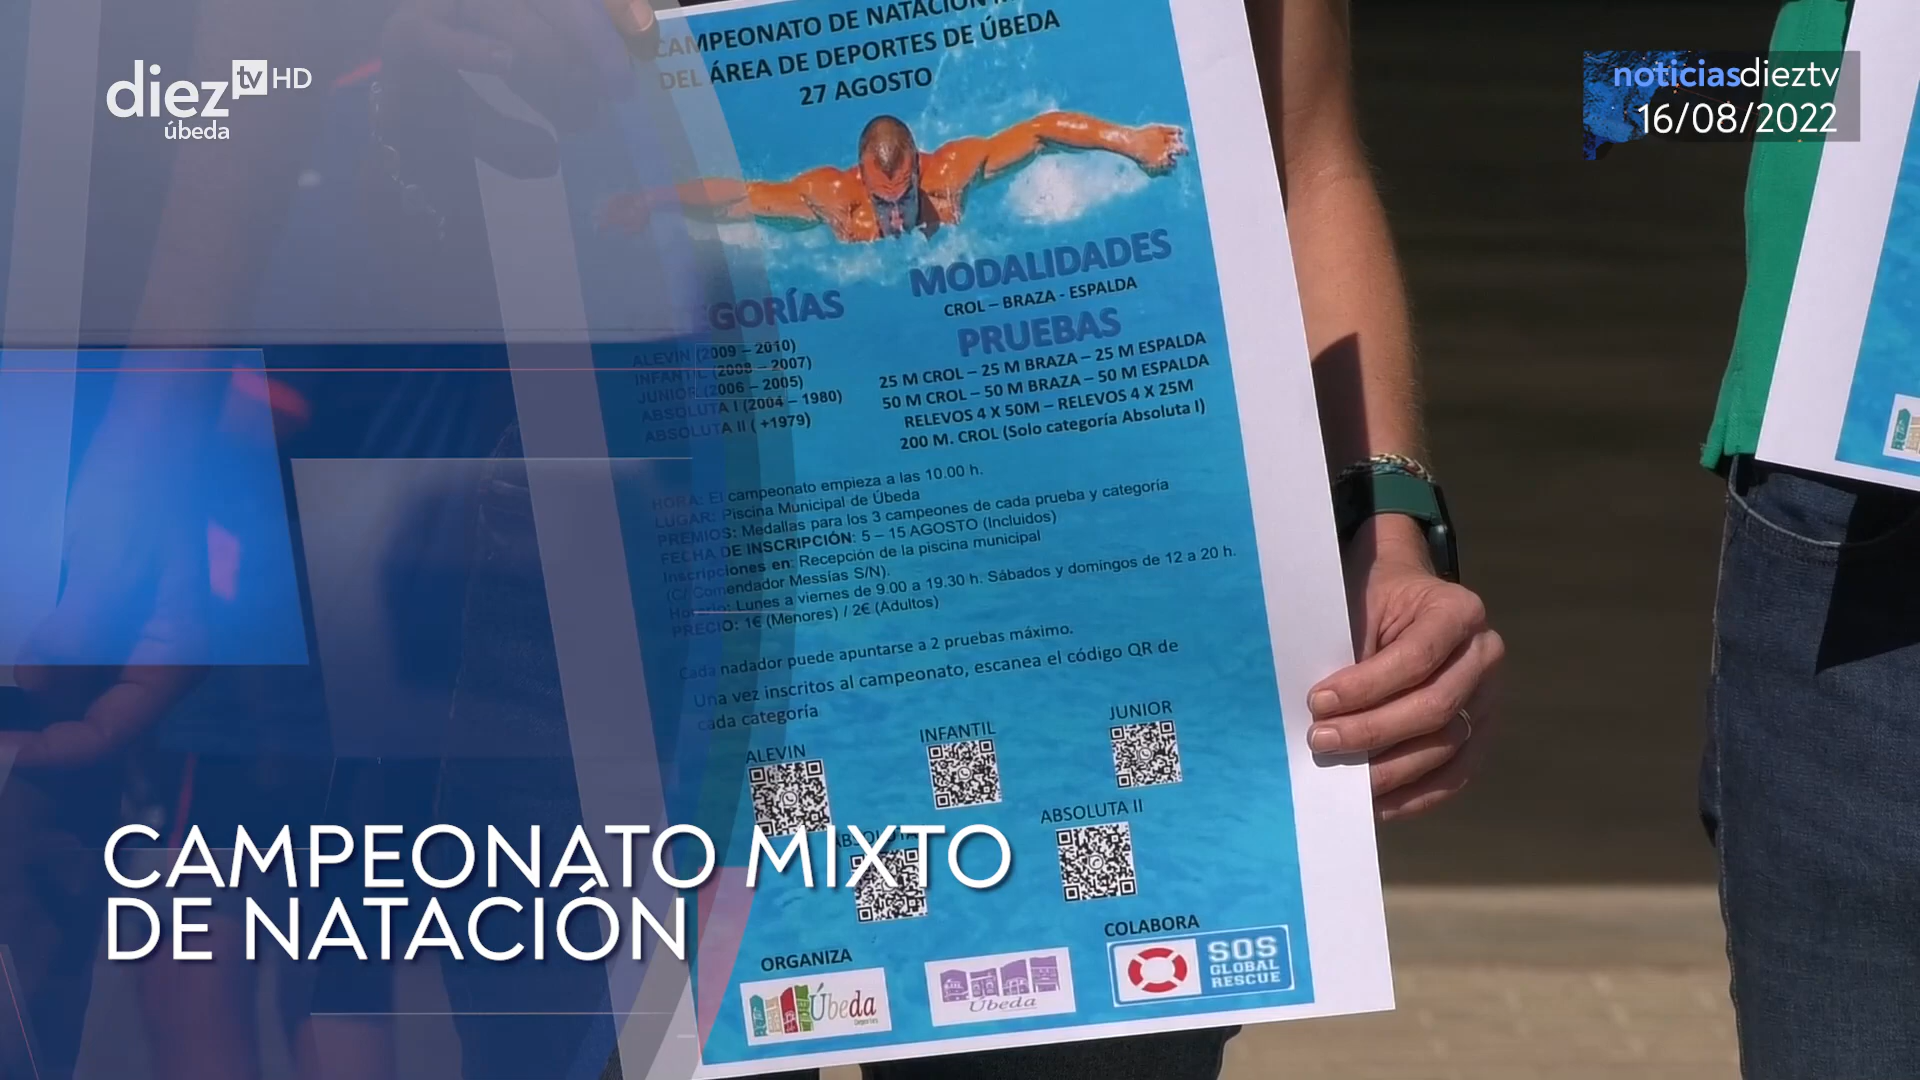 diez tv HD
úbeda
noticiasdieztv
16/08/2022
CAMPEONATO DE NATACIÓN
DEL ÁREA DE DEPORTES DE ÚBEDA
27 AGOSTO
MODALIDADES
CROL – BRAZA - ESPALDA
PRUEBAS
25 M CROL – 25 M BRAZA – 25 M ESPALDA
50 M CROL – 50 M BRAZA – 50 M ESPALDA
RELEVOS 4 X 50M – RELEVOS 4 X 25M
200 M. CROL (Solo categoría Absoluta I)
GORÍAS
ALEVIN (2009 – 2010)
INFANTIL (2008 – 2007)
JUNIOR (2006 – 2005)
ABSOLUTA I (2004 – 1980)
ABSOLUTA II ( +1979)
HORA: El campeonato empieza a las 10.00 h.
LUGAR: Piscina Municipal de Úbeda
PREMIOS: Medallas para los 3 campeones de cada prueba y categoría
FECHA DE INSCRIPCIÓN: 5 – 15 AGOSTO (Incluidos)
Inscripciones en: Recepción de la piscina municipal
(C/ Comendador Messías S/N).
Horario: Lunes a viernes de 9.00 a 19.30 h. Sábados y domingos de 12 a 20 h.
PRECIO: 1€ (Menores) / 2€ (Adultos)
Cada nadador puede apuntarse a 2 pruebas máximo.
Una vez inscritos al campeonato, escanea el código QR de
cada categoría
ALEVIN
INFANTIL
JUNIOR
ABSOLUTA II
CAMPEONATO MIXTO
DE NATACIÓN
ORGANIZA
COLABORA
Úbeda
Deportes
Úbeda
SOS
GLOBAL
RESCUE